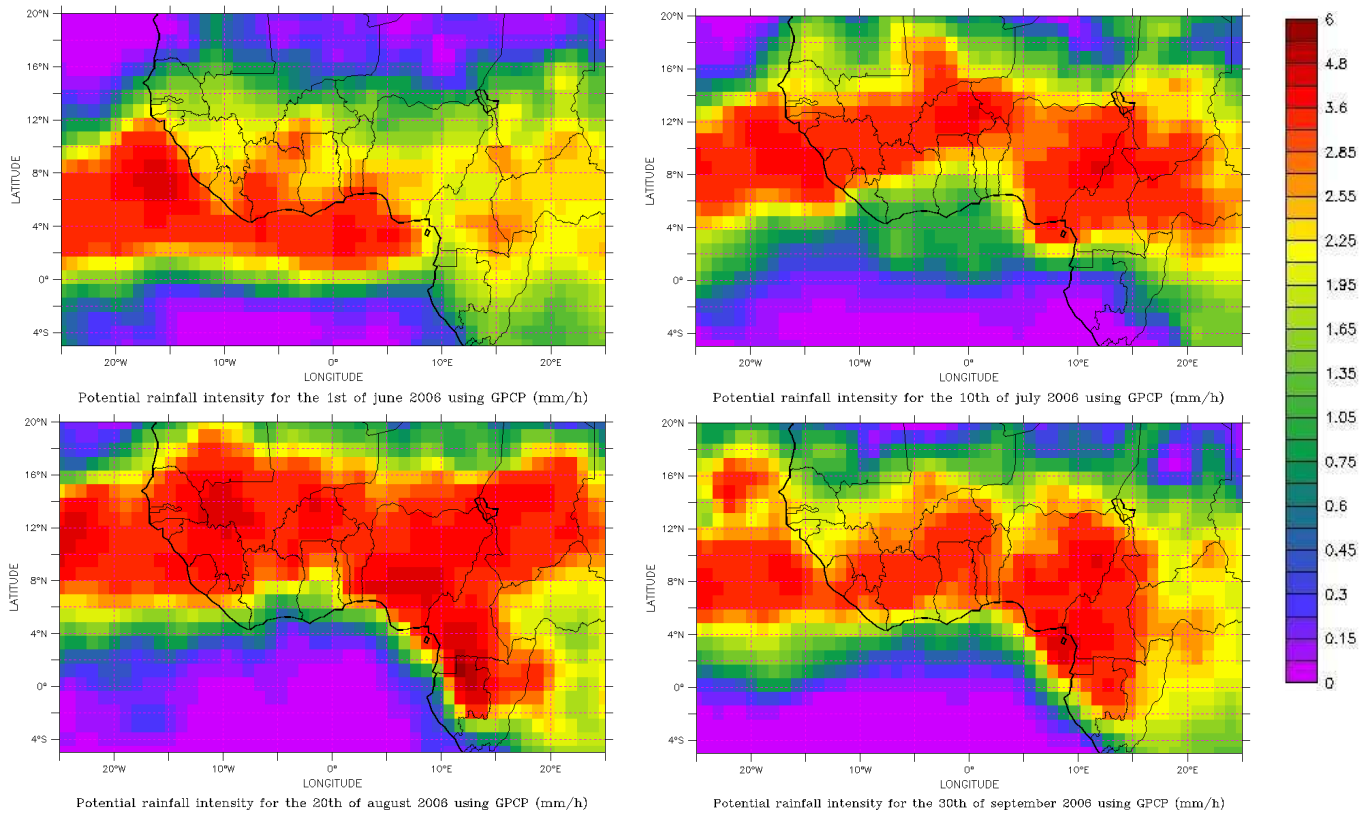 20°N
16°N
12°N
8°N
4°N
0°
4°S
LATITUDE
20°W
10°W
0°
10°E
20°E
LONGITUDE
Potential rainfall intensity for the 1st of june 2006 using GPCP (mm/h)
20°N
16°N
12°N
8°N
4°N
0°
4°S
LATITUDE
20°W
10°W
0°
10°E
20°E
LONGITUDE
Potential rainfall intensity for the 10th of july 2006 using GPCP (mm/h)
6
4.8
3.6
2.85
2.55
2.25
1.95
1.65
1.35
1.05
0.75
0.45
0.3
0.15
0
20°N
16°N
12°N
8°N
4°N
0°
4°S
LATITUDE
20°W
10°W
0°
10°E
20°E
LONGITUDE
Potential rainfall intensity for the 20th of august 2006 using GPCP (mm/h)
20°N
16°N
12°N
8°N
4°N
0°
4°S
LATITUDE
20°W
10°W
0°
10°E
20°E
LONGITUDE
Potential rainfall intensity for the 30th of september 2006 using GPCP (mm/h)